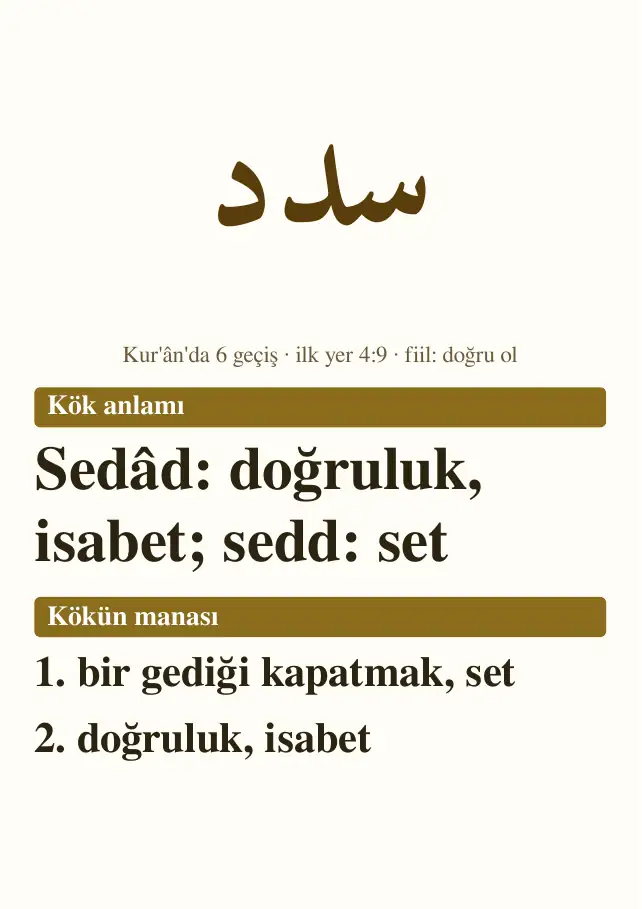 سدد
Kur'ân'da 6 geçiş · ilk yer 4:9 · fiil: doğru ol
Kök anlamı
Sedâd: doğruluk,
isabet; sedd: set
Kökün manası
1. bir gediği kapatmak, set
2. doğruluk, isabet